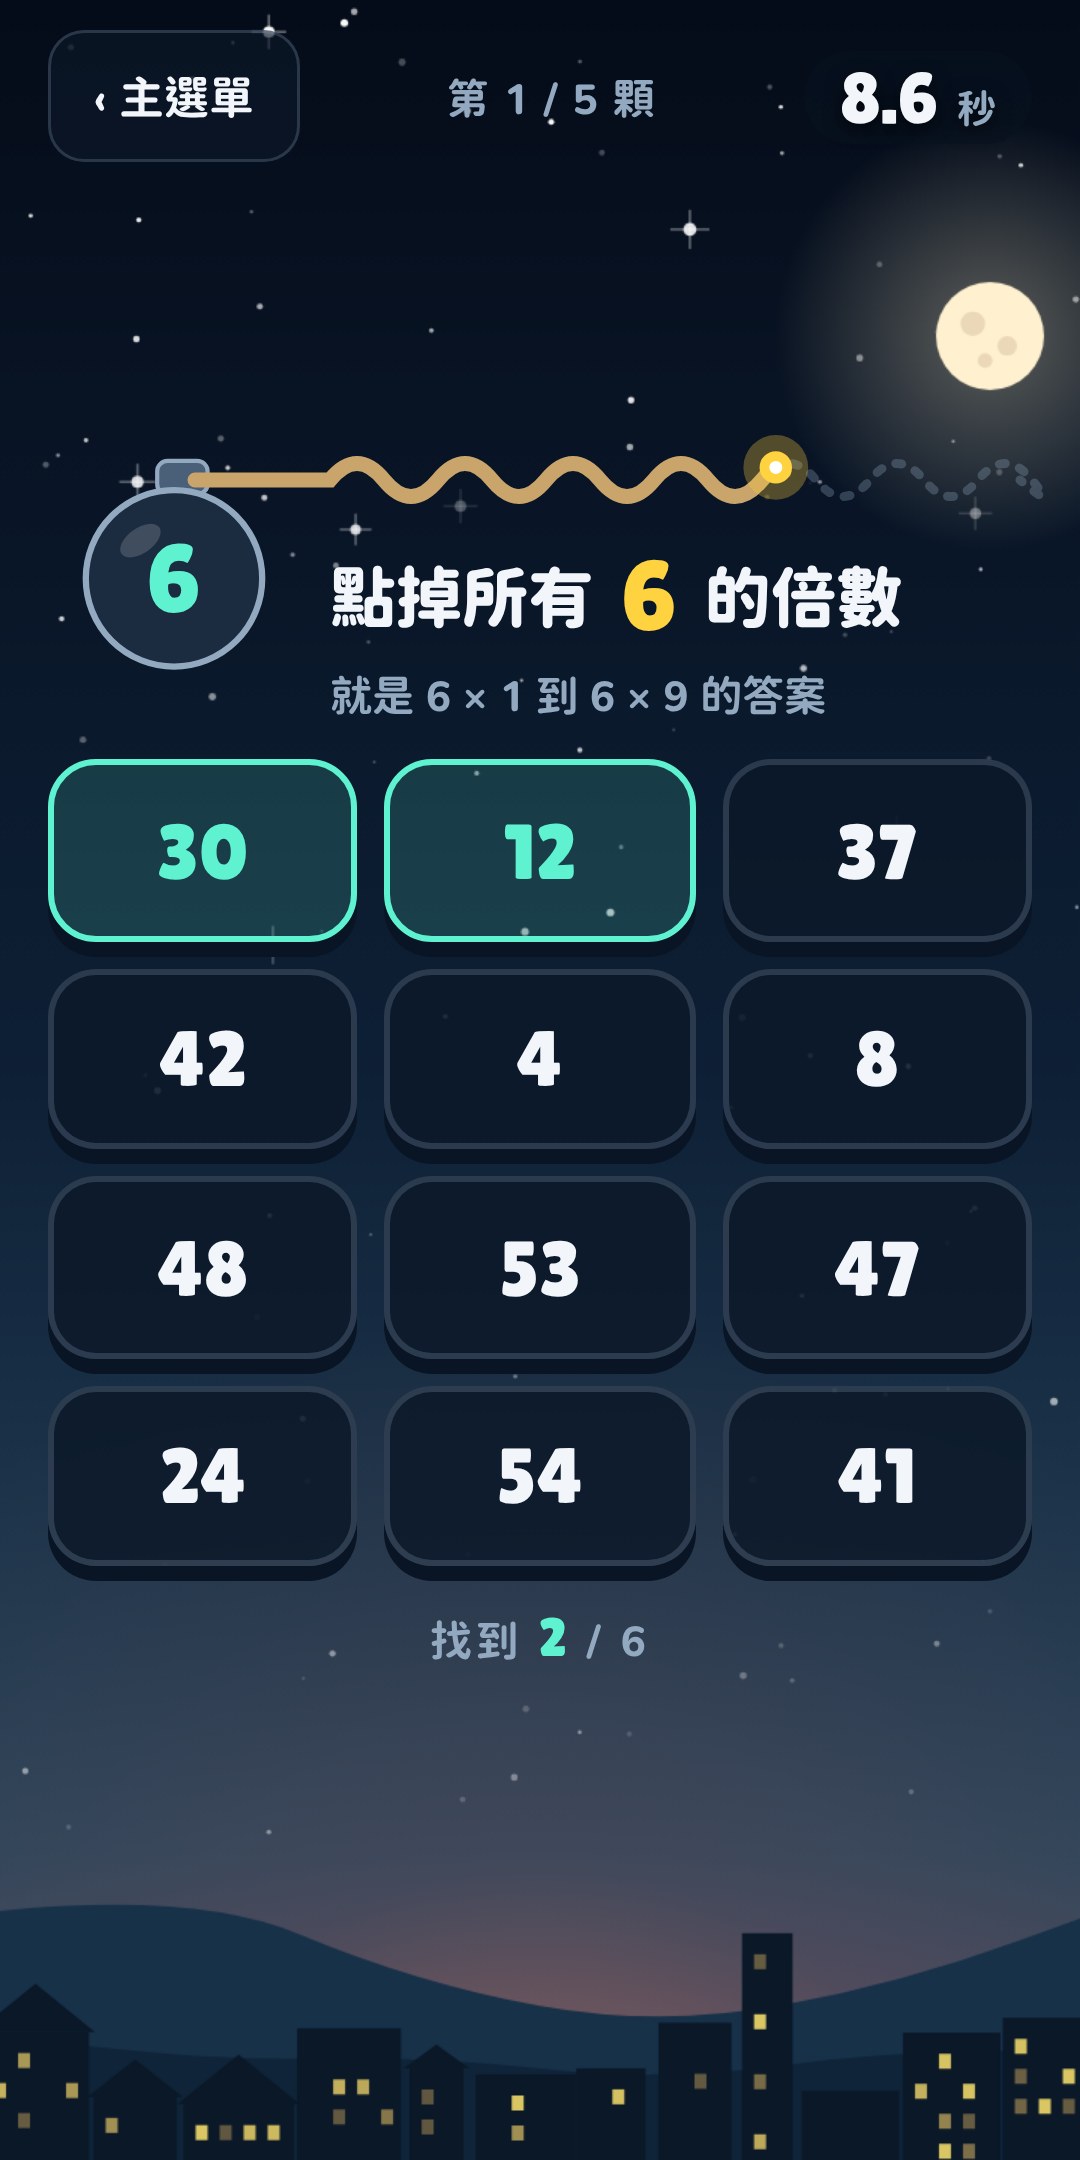 ‹ 主選單
第 1 / 5 顆
8.6 秒
6
點掉所有 6 的倍數
就是 6 × 1 到 6 × 9 的答案
30 12 37
42 4 8
48 53 47
24 54 41
找到 2 / 6